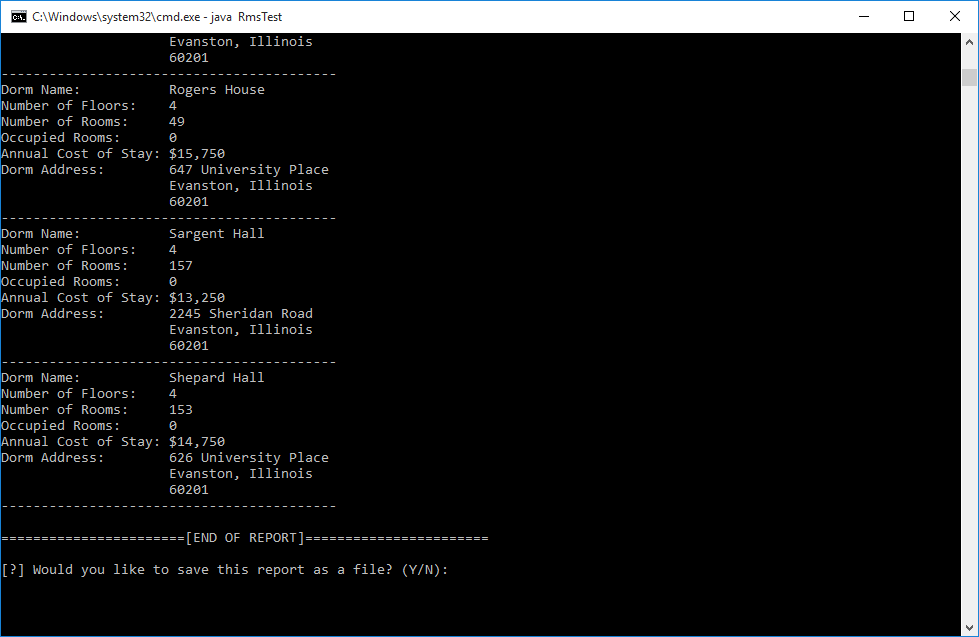 C:\Windows\system32\cmd.exe - java  RmsTest
                     Evanston, Illinois
                     60201
------------------------------------------
Dorm Name:           Rogers House
Number of Floors:    4
Number of Rooms:     49
Occupied Rooms:      0
Annual Cost of Stay: $15,750
Dorm Address:        647 University Place
                     Evanston, Illinois
                     60201
------------------------------------------
Dorm Name:           Sargent Hall
Number of Floors:    4
Number of Rooms:     157
Occupied Rooms:      0
Annual Cost of Stay: $13,250
Dorm Address:        2245 Sheridan Road
                     Evanston, Illinois
                     60201
------------------------------------------
Dorm Name:           Shepard Hall
Number of Floors:    4
Number of Rooms:     153
Occupied Rooms:      0
Annual Cost of Stay: $14,750
Dorm Address:        626 University Place
                     Evanston, Illinois
                     60201
------------------------------------------
=======================[END OF REPORT]=======================
[?] Would you like to save this report as a file? (Y/N):